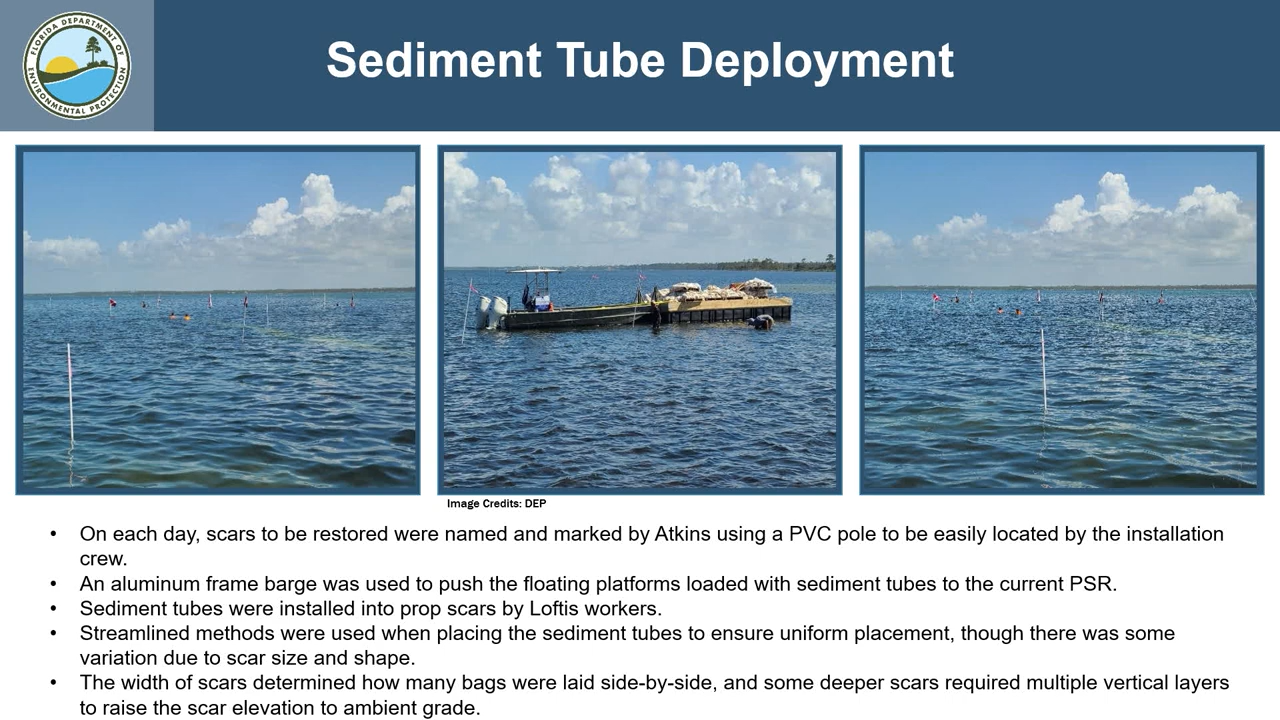 FLORIDA DEPARTMENT OF
ENVIRONMENTAL PROTECTION
Sediment Tube Deployment
Image Credits: DEP
• On each day, scars to be restored were named and marked by Atkins using a PVC pole to be easily located by the installation
crew.
• An aluminum frame barge was used to push the floating platforms loaded with sediment tubes to the current PSR.
• Sediment tubes were installed into prop scars by Loftis workers.
• Streamlined methods were used when placing the sediment tubes to ensure uniform placement, though there was some
variation due to scar size and shape.
• The width of scars determined how many bags were laid side-by-side, and some deeper scars required multiple vertical layers
to raise the scar elevation to ambient grade.